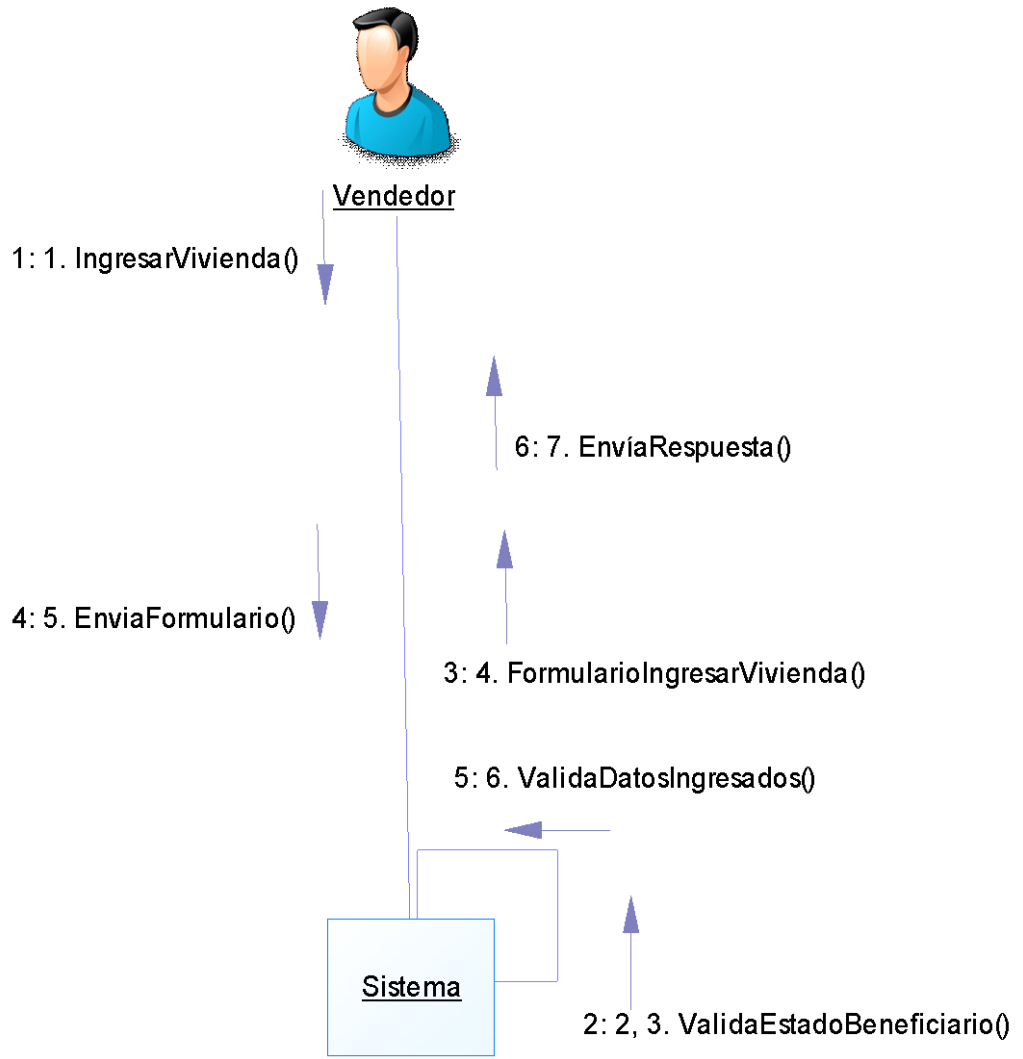 Vendedor
1: 1. IngresarVivienda()
6: 7. EnvíaRespuesta()
4: 5. EnviaFormulario()
3: 4. FormularioIngresarVivienda()
5: 6. ValidaDatosIngresados()
Sistema
2: 2, 3. ValidaEstadoBeneficiario()